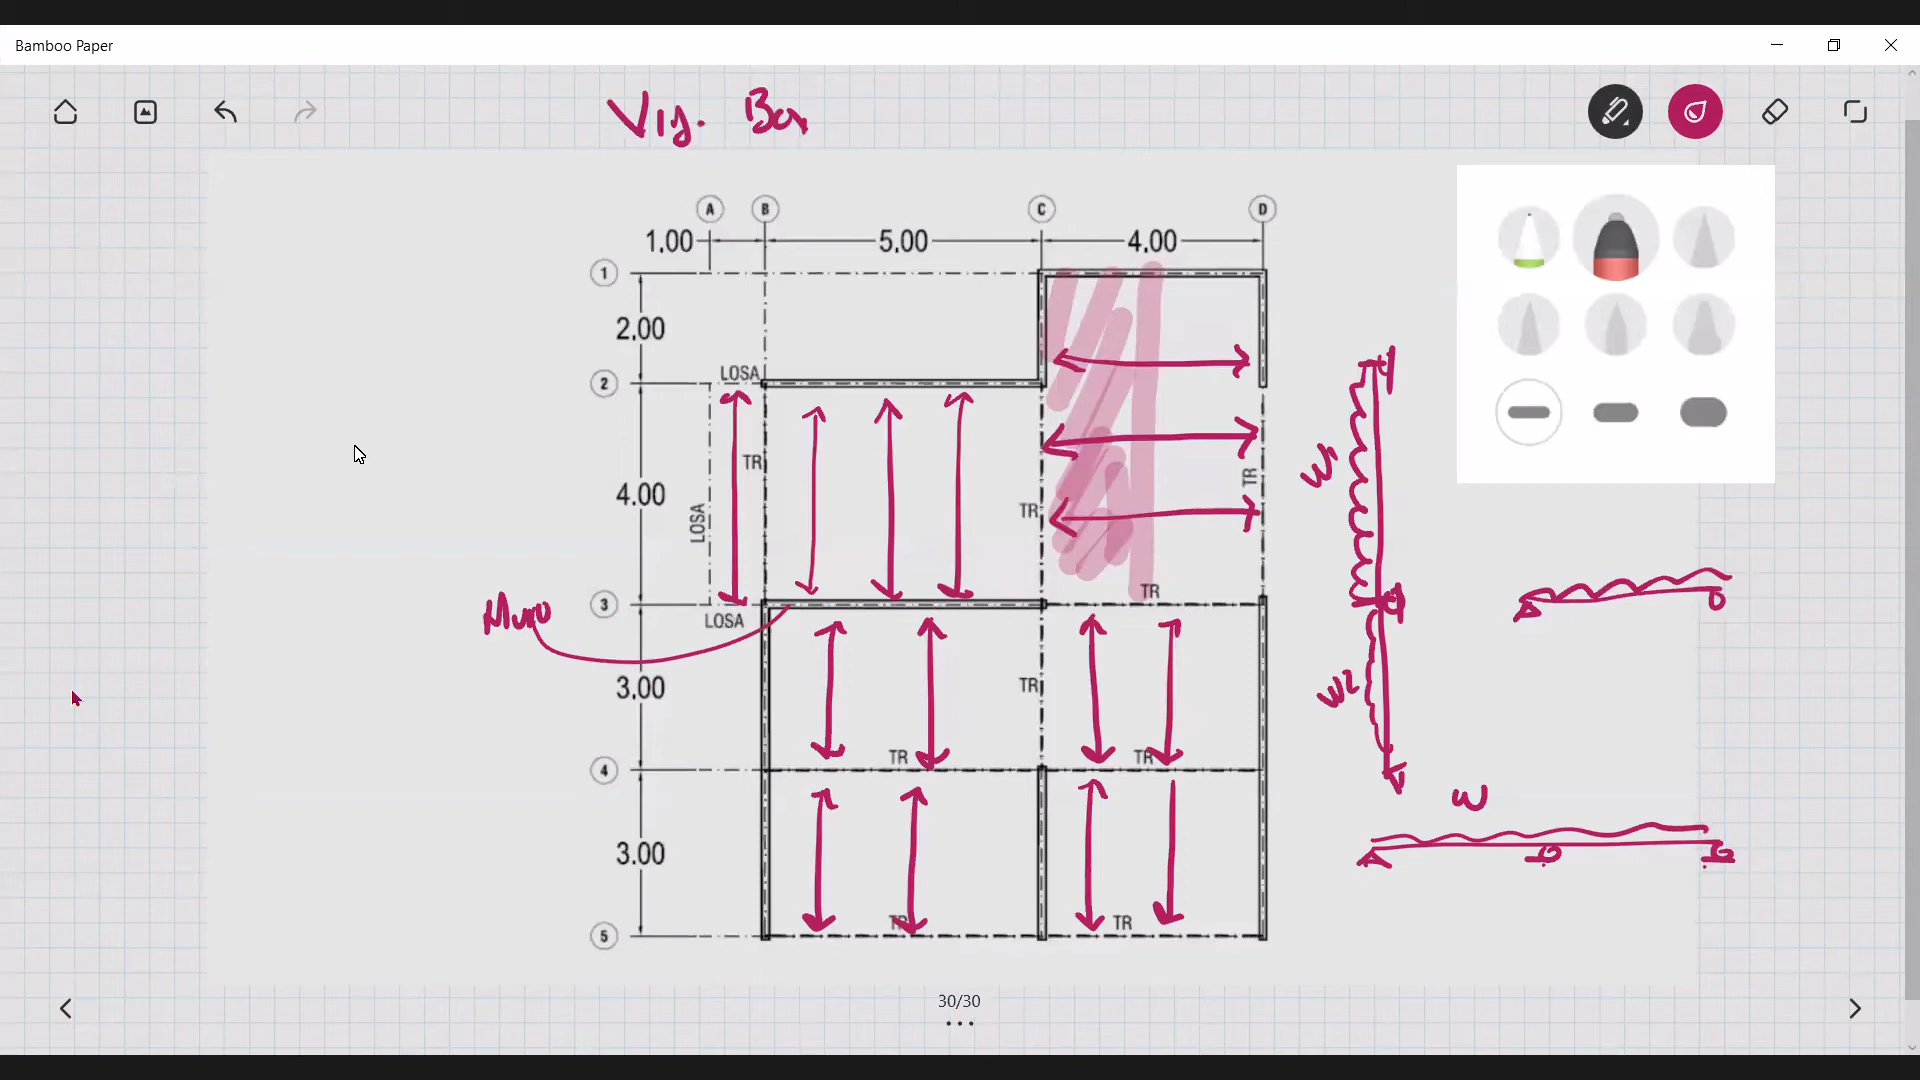 Bamboo Paper
Vig. Box
A B C D
1.00 5.00 4.00
1
2.00
LOSA
2
TR
TR
W1
4.00
LOSA
TR
TR
Muro
3
LOSA
TR
3.00
W2
TR
TR
4
W
3.00
TR
TR
5
30/30